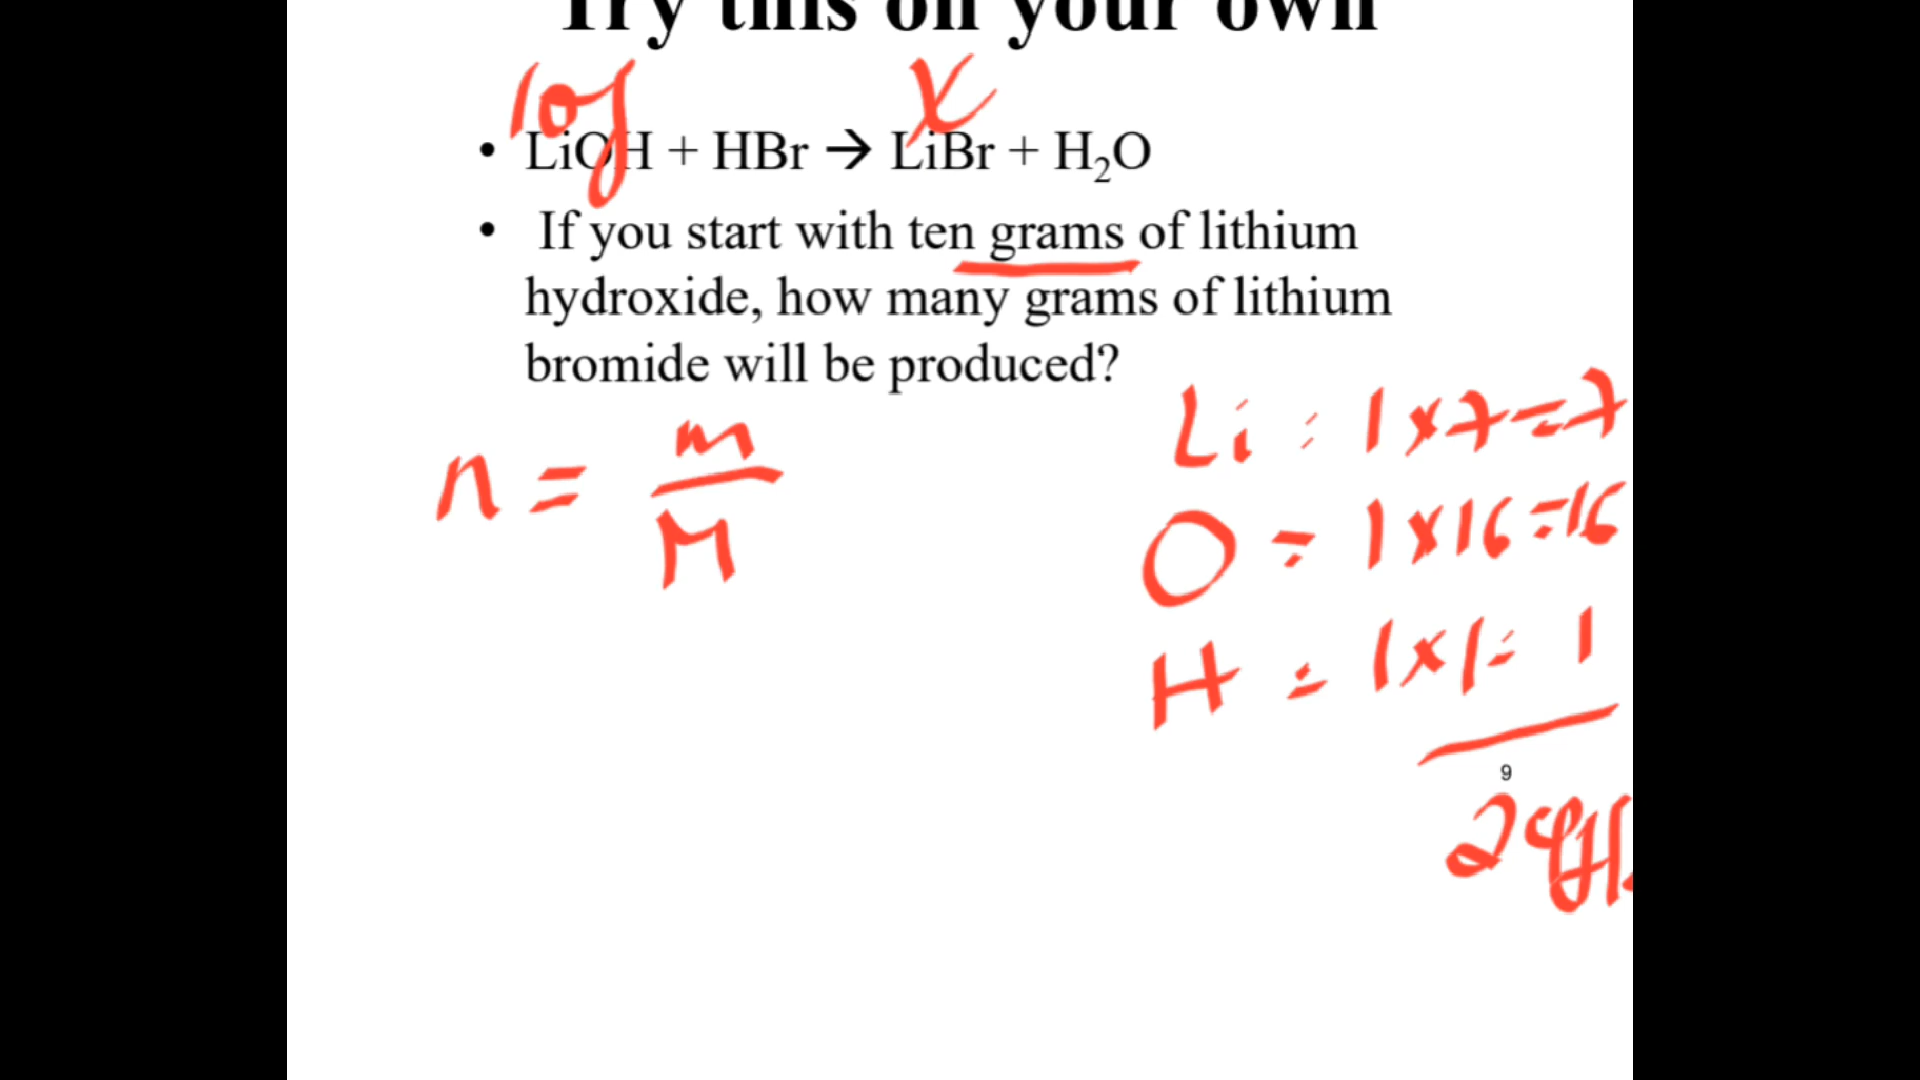 Try this on your own
10g x
• LiOH + HBr → LiBr + H₂O
• If you start with ten grams of lithium
hydroxide, how many grams of lithium
bromide will be produced?
n = m/M
Li : 1x7=7
O = 1x16=16
H = 1x1= 1
9